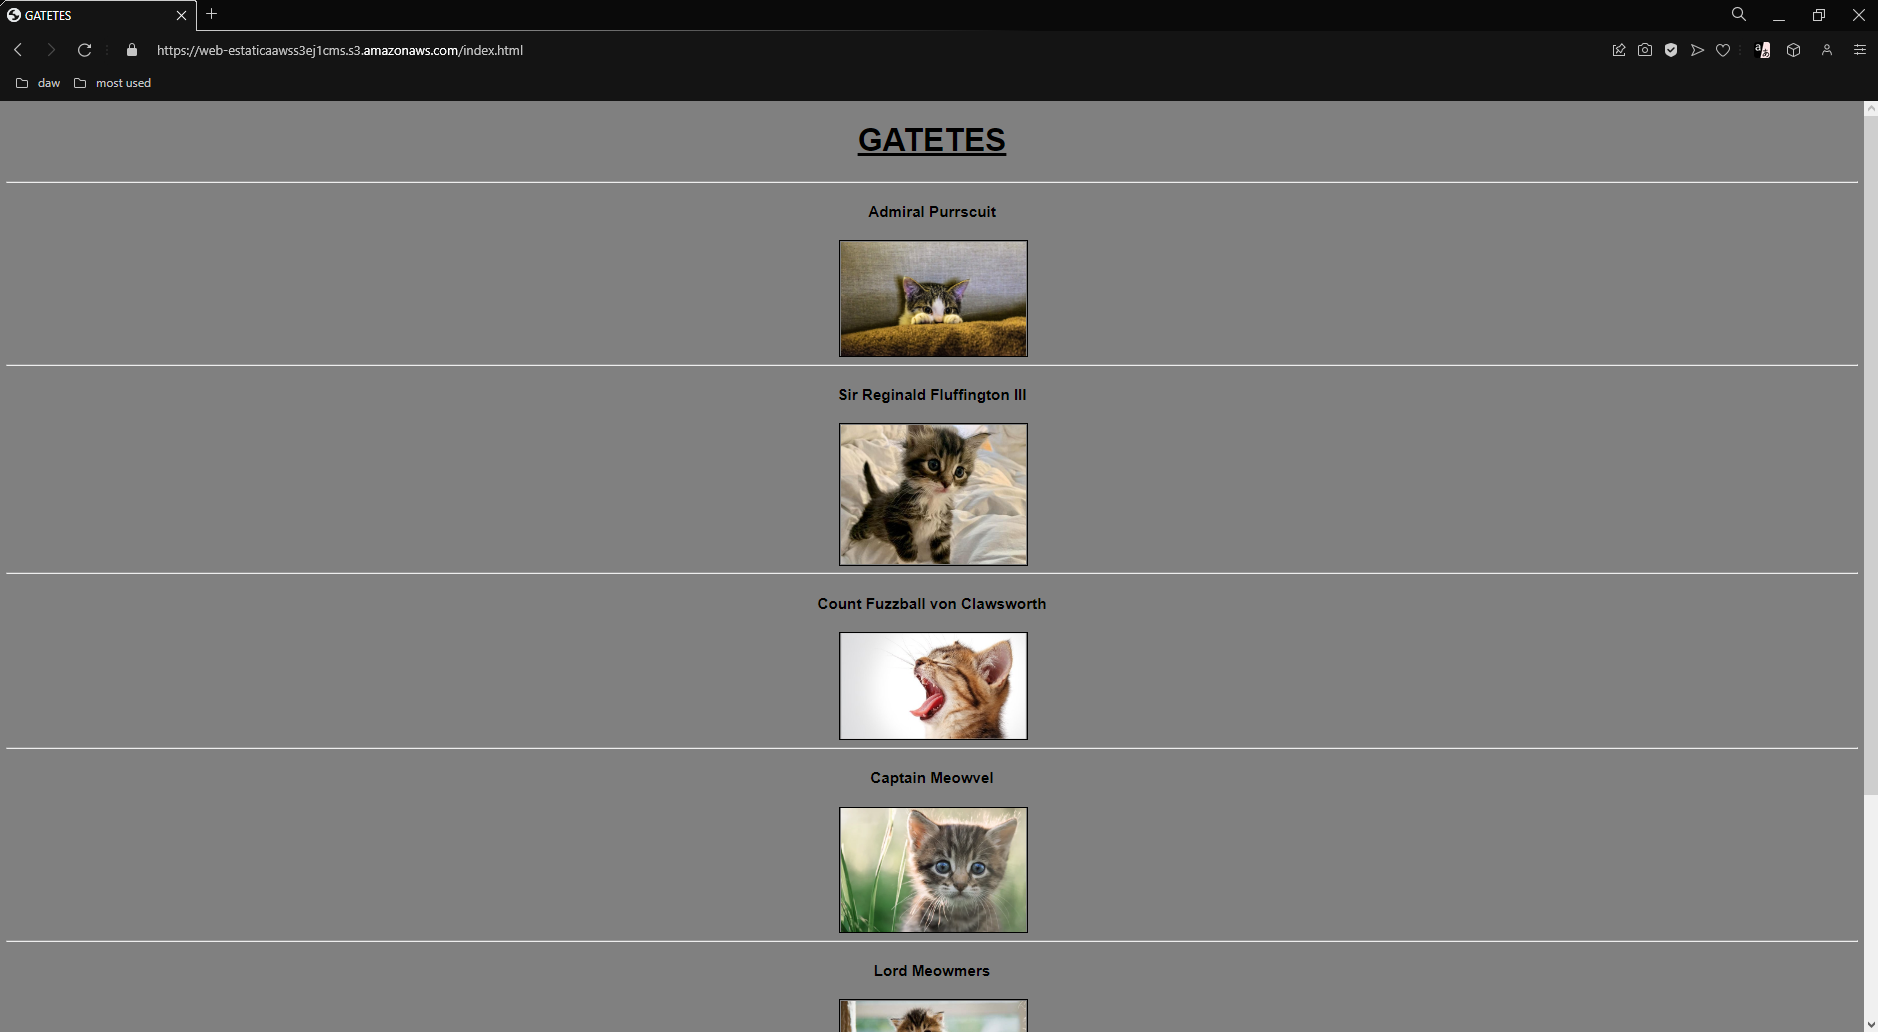 GATETES
https://web-estaticaawss3ej1cms.s3.amazonaws.com/index.html
daw
most used
GATETES
Admiral Purrscuit
Sir Reginald Fluffington III
Count Fuzzball von Clawsworth
Captain Meowvel
Lord Meowmers